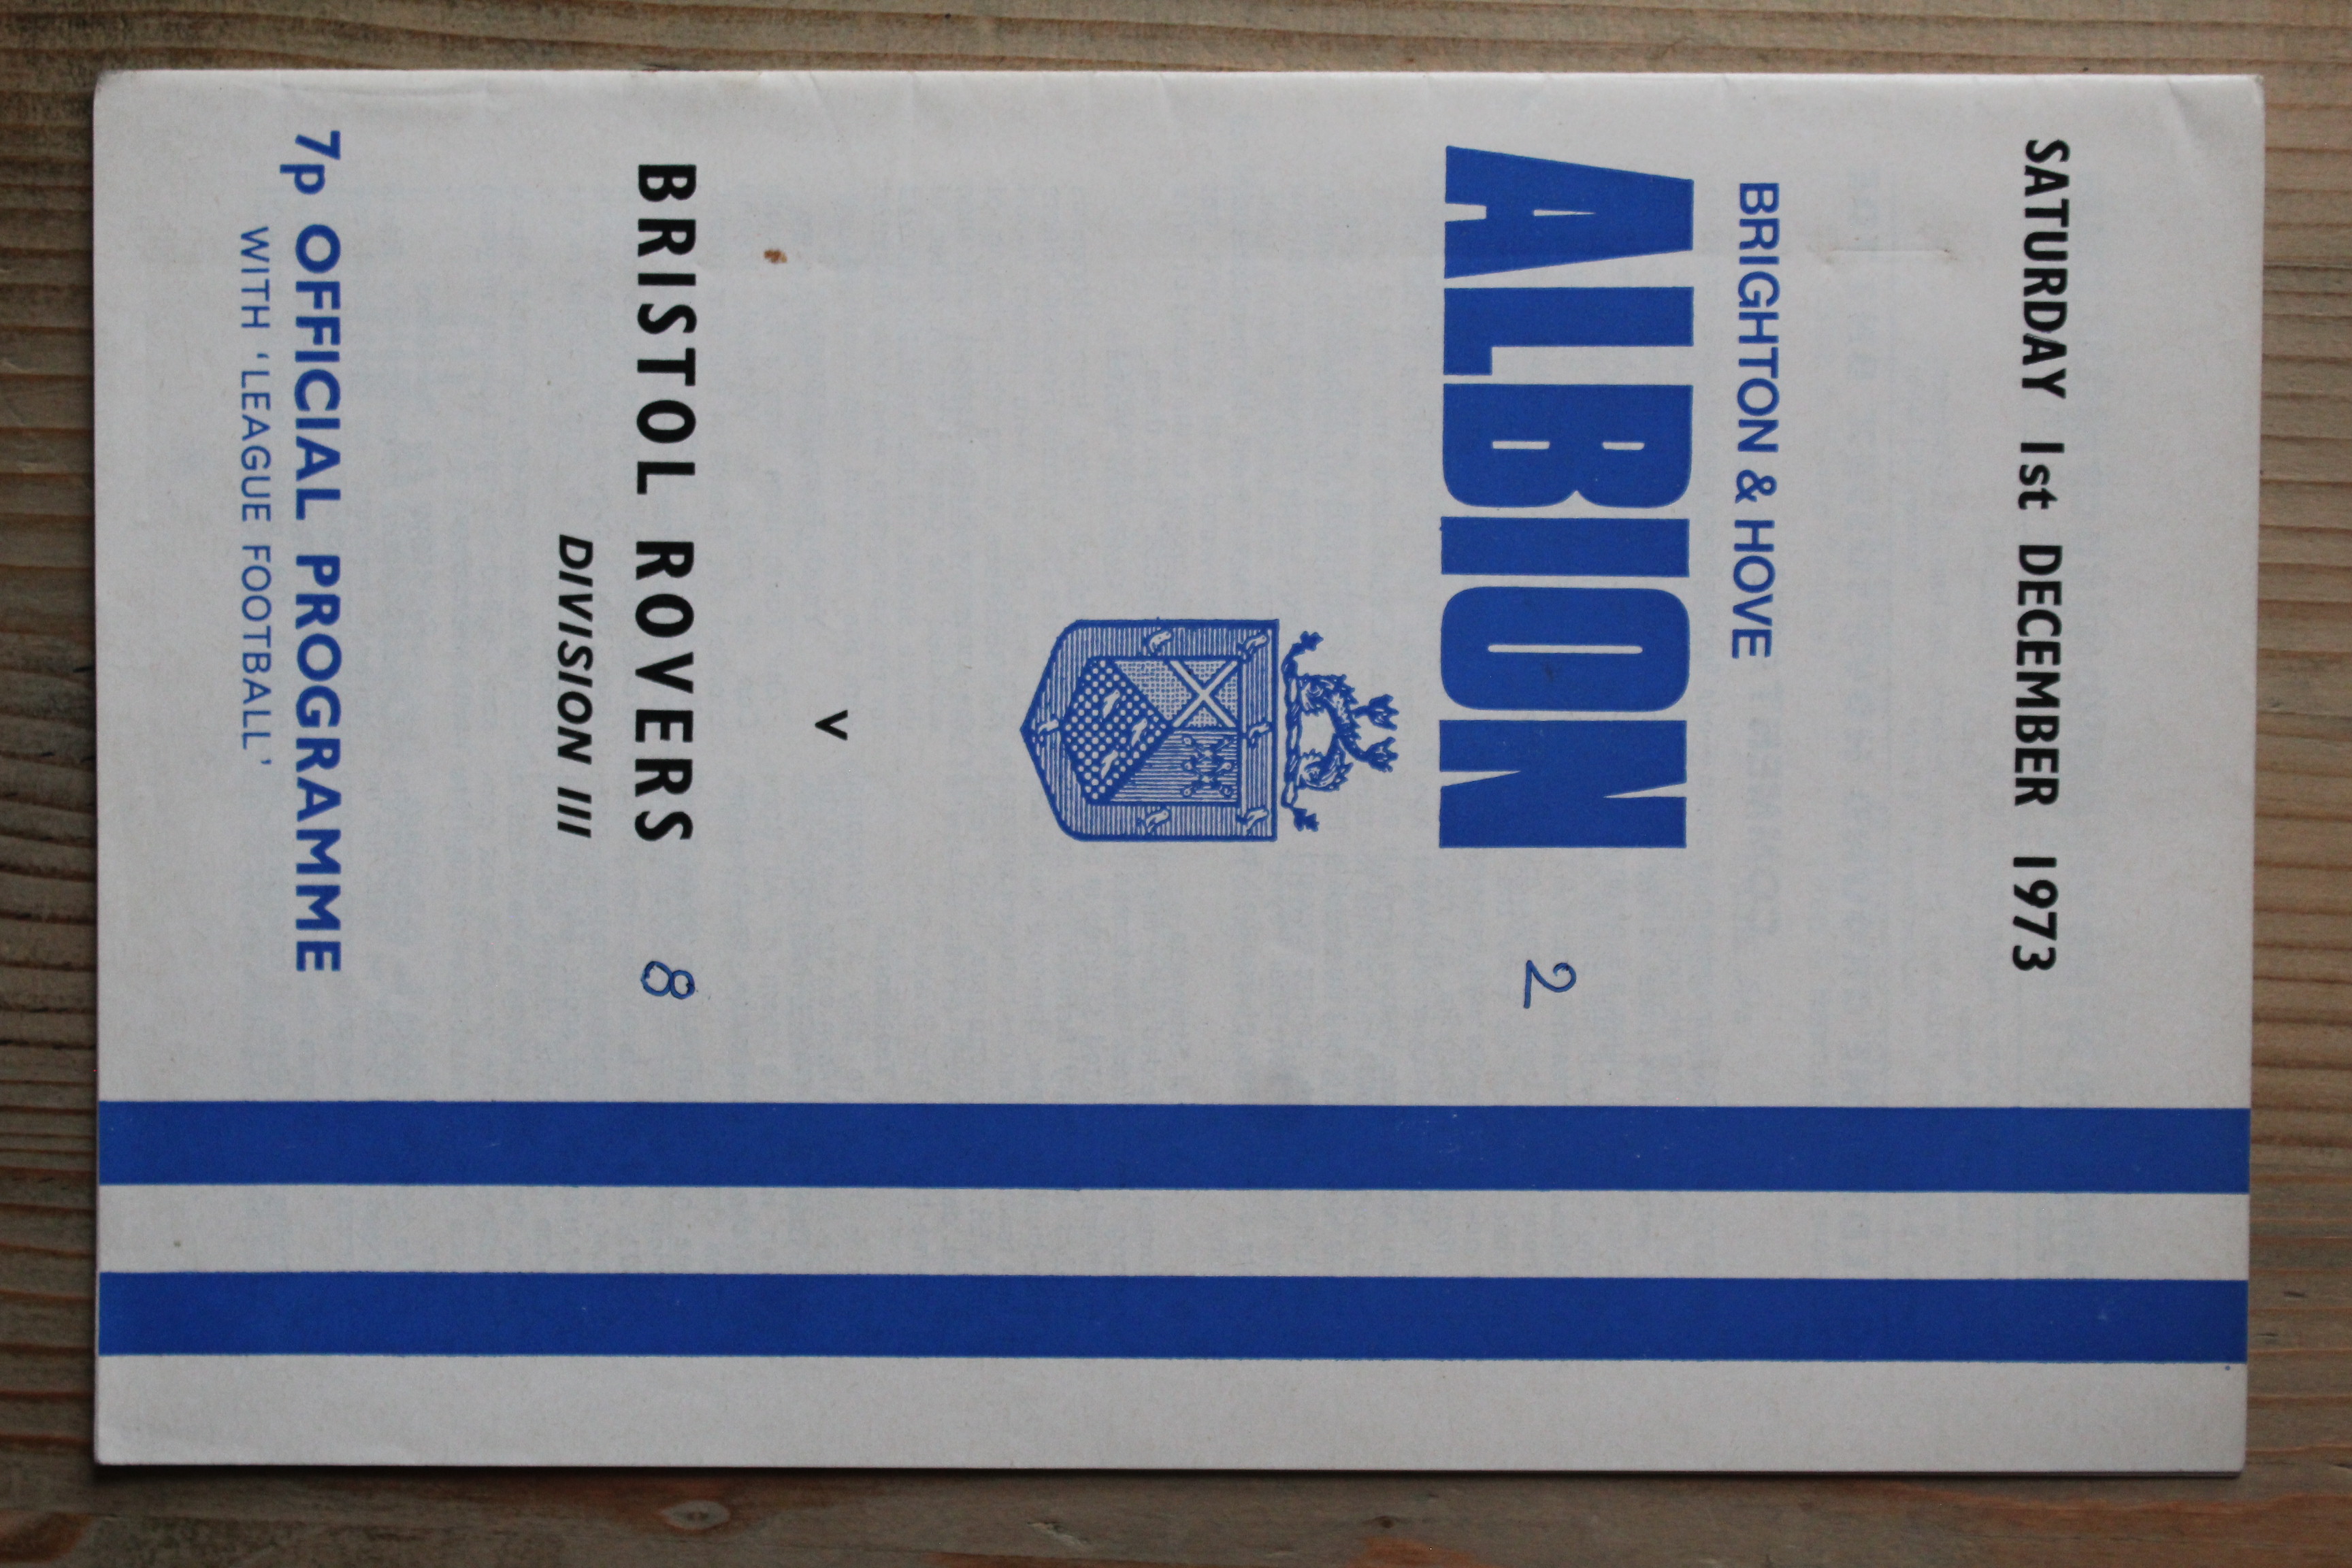 SATURDAY 1st DECEMBER 1973
BRIGHTON & HOVE
ALBION 2
v
BRISTOL ROVERS 8
DIVISION III
7p OFFICIAL PROGRAMME
WITH 'LEAGUE FOOTBALL'